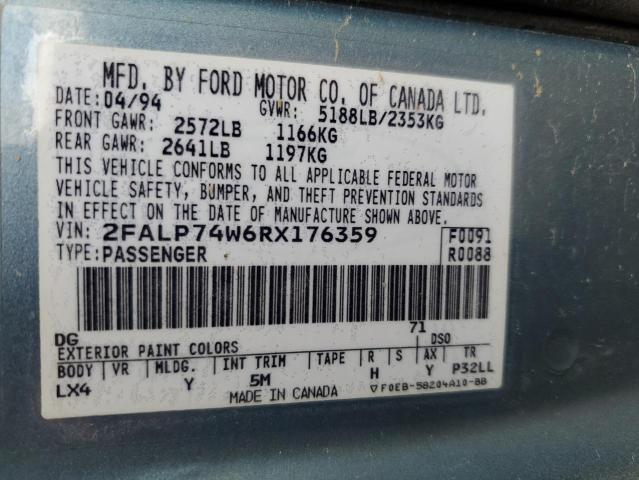 MFD. BY FORD MOTOR CO. OF CANADA LTD.
DATE: 04/94 GVWR: 5188LB/2353KG
FRONT GAWR: 2572LB 1166KG
REAR GAWR: 2641LB 1197KG
THIS VEHICLE CONFORMS TO ALL APPLICABLE FEDERAL MOTOR
VEHICLE SAFETY, BUMPER, AND THEFT PREVENTION STANDARDS
IN EFFECT ON THE DATE OF MANUFACTURE SHOWN ABOVE.
VIN: 2FALP74W6RX176359 F0091
TYPE: PASSENGER R0088
DG 71
EXTERIOR PAINT COLORS DSO
BODY VR MLDG. INT TRIM TAPE R S AX TR
LX4 Y 5M H Y P32LL
MADE IN CANADA ▽F0EB-58204A10-BB